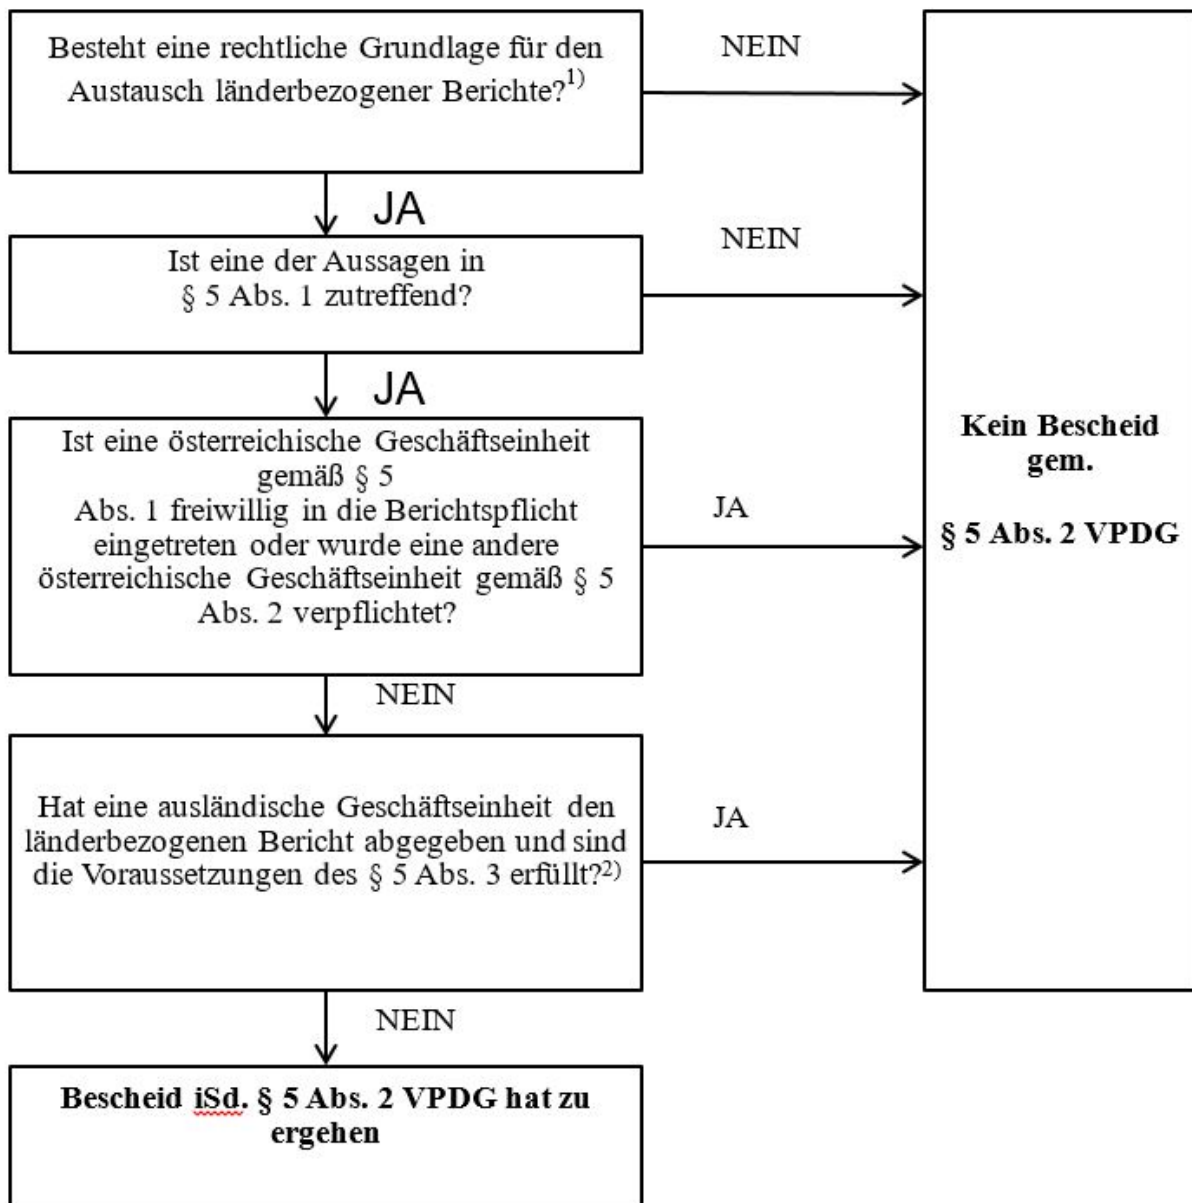 Besteht eine rechtliche Grundlage für den
Austausch länderbezogener Berichte?1)
NEIN
JA
Ist eine der Aussagen in
§ 5 Abs. 1 zutreffend?
NEIN
JA
Ist eine österreichische Geschäftseinheit
gemäß § 5
Abs. 1 freiwillig in die Berichtspflicht
eingetreten oder wurde eine andere
österreichische Geschäftseinheit gemäß § 5
Abs. 2 verpflichtet?
JA
NEIN
Hat eine ausländische Geschäftseinheit den
länderbezogenen Bericht abgegeben und sind
die Voraussetzungen des § 5 Abs. 3 erfüllt?2)
JA
NEIN
Bescheid iSd. § 5 Abs. 2 VPDG hat zu
ergehen
Kein Bescheid
gem.
§ 5 Abs. 2 VPDG